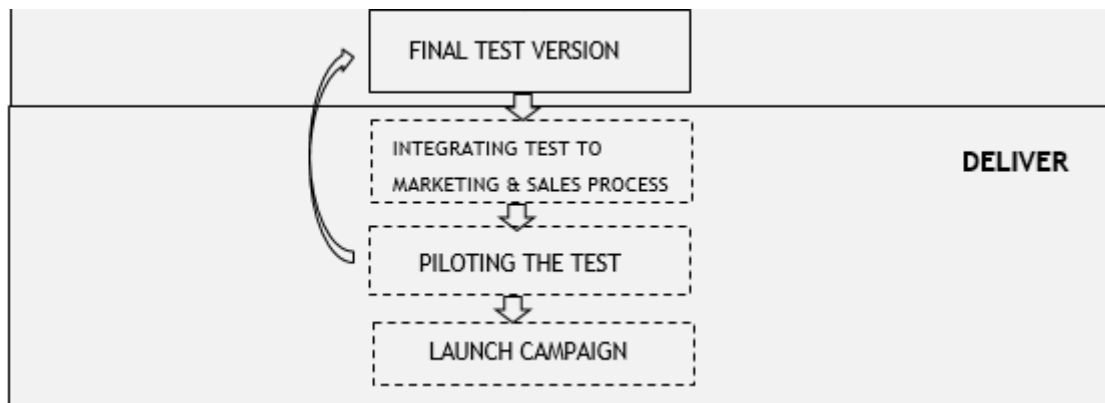 FINAL TEST VERSION
INTEGRATING TEST TO
MARKETING & SALES PROCESS
DELIVER
PILOTING THE TEST
LAUNCH CAMPAIGN